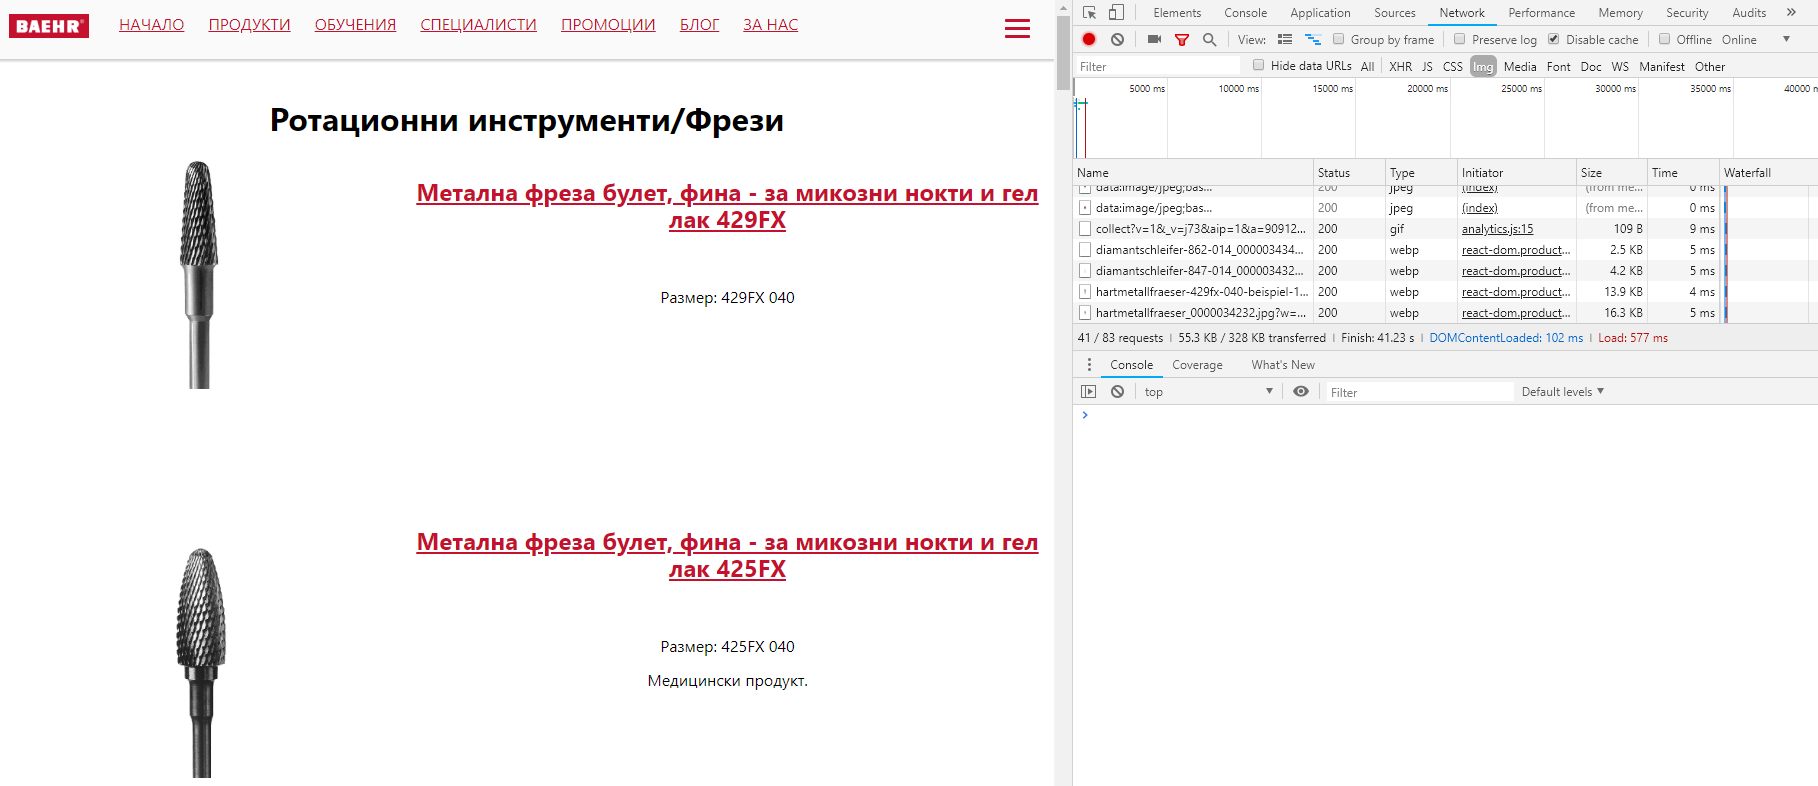 BAEHR®
НАЧАЛО ПРОДУКТИ ОБУЧЕНИЯ СПЕЦИАЛИСТИ ПРОМОЦИИ БЛОГ ЗА НАС
Ротационни инструменти/Фрези
Метална фреза булет, фина - за микозни нокти и гел
лак 429FX
Размер: 429FX 040
Метална фреза булет, фина - за микозни нокти и гел
лак 425FX
Размер: 425FX 040
Медицински продукт.
Elements Console Application Sources Network Performance Memory Security Audits »
View: Group by frame Preserve log Disable cache Offline Online
Filter Hide data URLs All XHR JS CSS Img Media Font Doc WS Manifest Other
5000 ms 10000 ms 15000 ms 20000 ms 25000 ms 30000 ms 35000 ms 40000 m
Name Status Type Initiator Size Time Waterfall
data:image/jpeg;bas... 200 jpeg (index) (from me... 0 ms
data:image/jpeg;bas... 200 jpeg (index) (from me... 0 ms
collect?v=1&_v=j73&aip=1&a=90912... 200 gif analytics.js:15 109 B 9 ms
diamantschleifer-862-014_000003434... 200 webp react-dom.product... 2.5 KB 5 ms
diamantschleifer-847-014_000003432... 200 webp react-dom.product... 4.2 KB 5 ms
hartmetallfraeser-429fx-040-beispiel-1... 200 webp react-dom.product... 13.9 KB 4 ms
hartmetallfraser_0000034232.jpg?w=... 200 webp react-dom.product... 16.3 KB 5 ms
41 / 83 requests | 55.3 KB / 328 KB transferred | Finish: 41.23 s | DOMContentLoaded: 102 ms | Load: 577 ms
Console Coverage What's New
top Filter Default levels